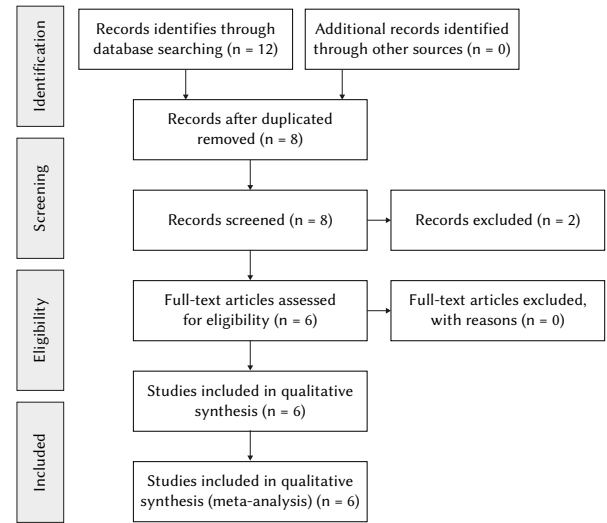 Identification
Records identifies through
database searching (n = 12)
Additional records identified
through other sources (n = 0)
Records after duplicated
removed (n = 8)
Screening
Records screened (n = 8)
Records excluded (n = 2)
Eligibility
Full-text articles assessed
for eligibility (n = 6)
Full-text articles excluded,
with reasons (n = 0)
Studies included in qualitative
synthesis (n = 6)
Included
Studies included in qualitative
synthesis (meta-analysis) (n = 6)